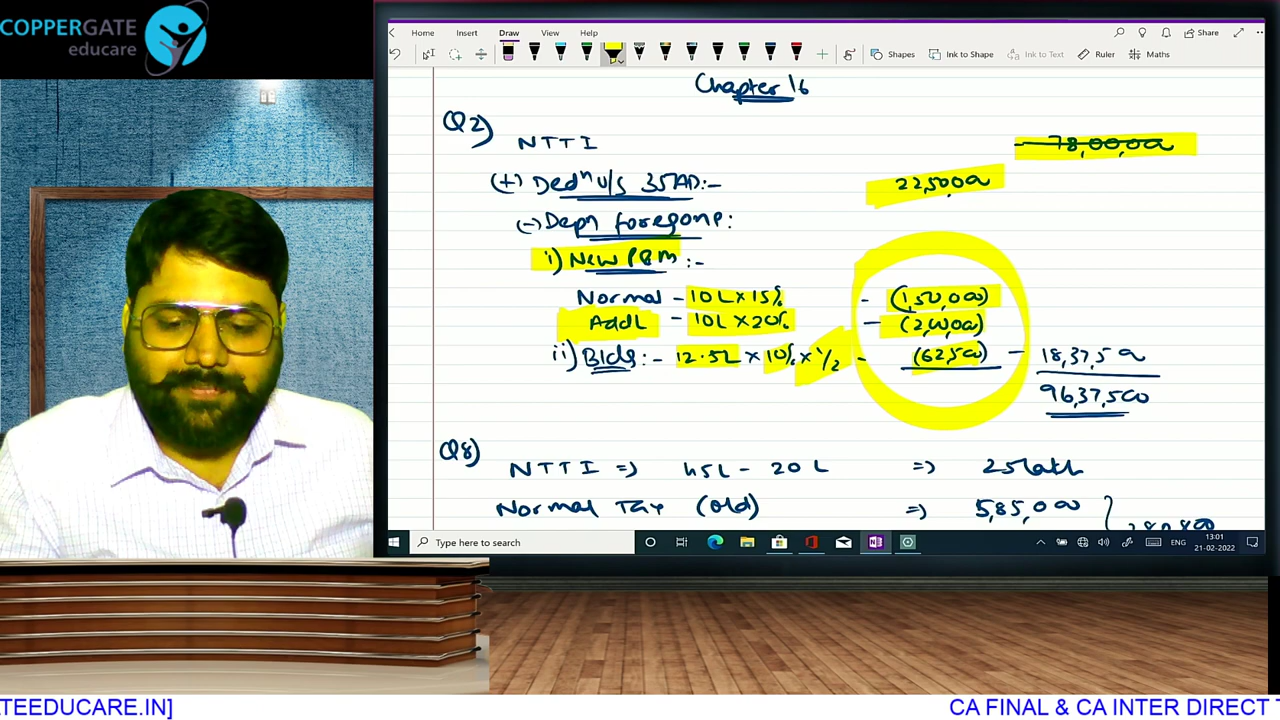 COPPERGATE
educare
Home Insert Draw View Help
Share
Shapes Ink to Shape Ink to Text Ruler Maths
Chapter 16
Q2) NTTI 78,00,000
(+) Dedn u/s 35AD:- 22,50,000
(-) Depn foregone:
i) New P&M :-
Normal - 10L x 15% - (1,50,000)
Addl - 10L x 20% - (2,00,000)
ii) Bldg :- 12.5L x 10% x 1/2 - (62,500) - 18,37,500
96,37,500
Q8) NTTI => 45L - 20L => 25lakh
Normal Tax (old) => 5,85,000
Type here to search
ENG
13:01
21-02-2022
TEEDUCARE.IN]
CA FINAL & CA INTER DIRECT